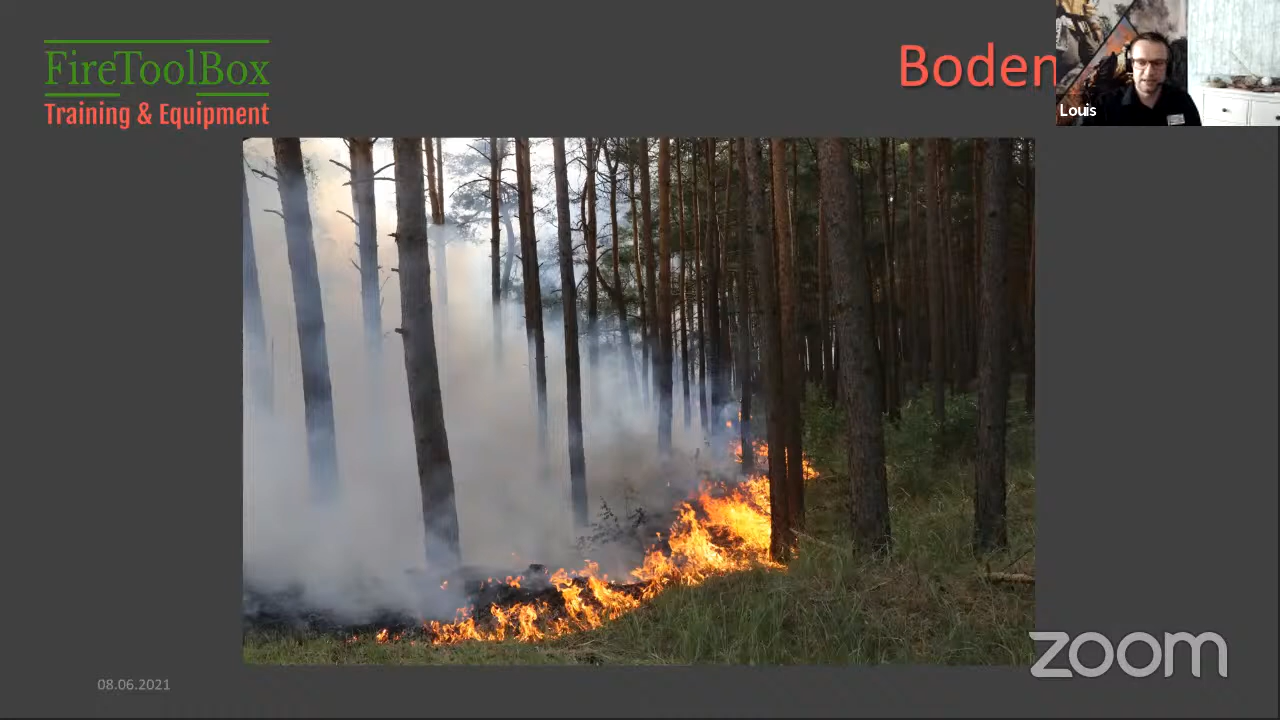 FireToolBox
Training & Equipment
Boden
Louis
zoom
08.06.2021